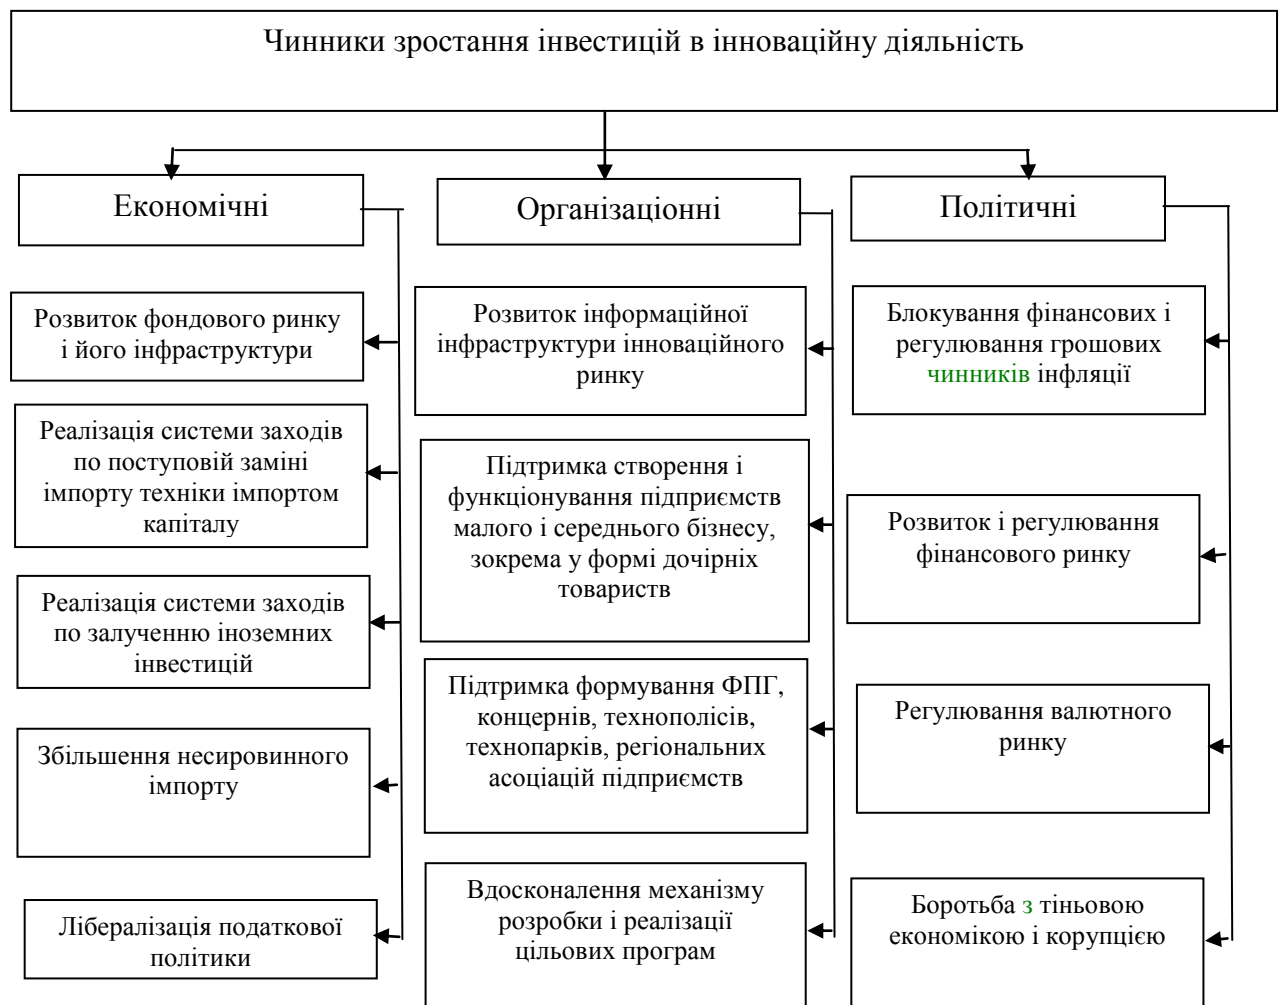 Чинники зростання інвестицій в інноваційну діяльність
Економічні
Розвиток фондового ринку
і його інфраструктури
Реалізація системи заходів
по поступовій заміні
імпорту техніки імпортом
капіталу
Реалізація системи заходів
по залученню іноземних
інвестицій
Збільшення несировинного
імпорту
Лібералізація податкової
політики
Організаціонні
Розвиток інформаційної
інфраструктури інноваційного
ринку
Підтримка створення і
функціонування підприємств
малого і середнього бізнесу,
зокрема у формі дочірніх
товариств
Підтримка формування ФПГ,
концернів, технополісів,
технопарків, регіональних
асоціацій підприємств
Вдосконалення механізму
розробки і реалізації
цільових програм
Політичні
Блокування фінансових і
регулювання грошових
чинників інфляції
Розвиток і регулювання
фінансового ринку
Регулювання валютного
ринку
Боротьба з тіньовою
економікою і корупцією